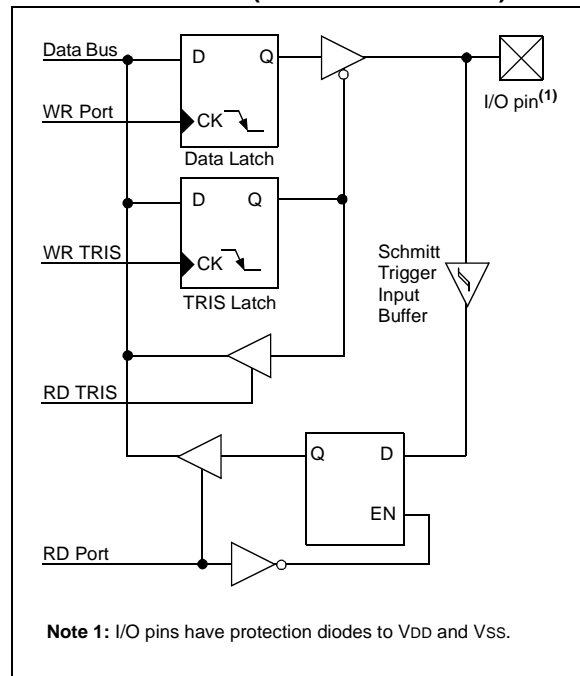 Data Bus
D Q
WR Port
CK
I/O pin(1)
Data Latch
D Q
WR TRIS
CK
TRIS Latch
Schmitt
Trigger
Input
Buffer
RD TRIS
Q D
EN
RD Port
Note 1: I/O pins have protection diodes to VDD and VSS.